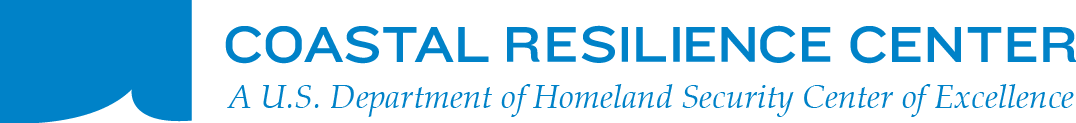 COASTAL RESILIENCE CENTER
A U.S. Department of Homeland Security Center of Excellence